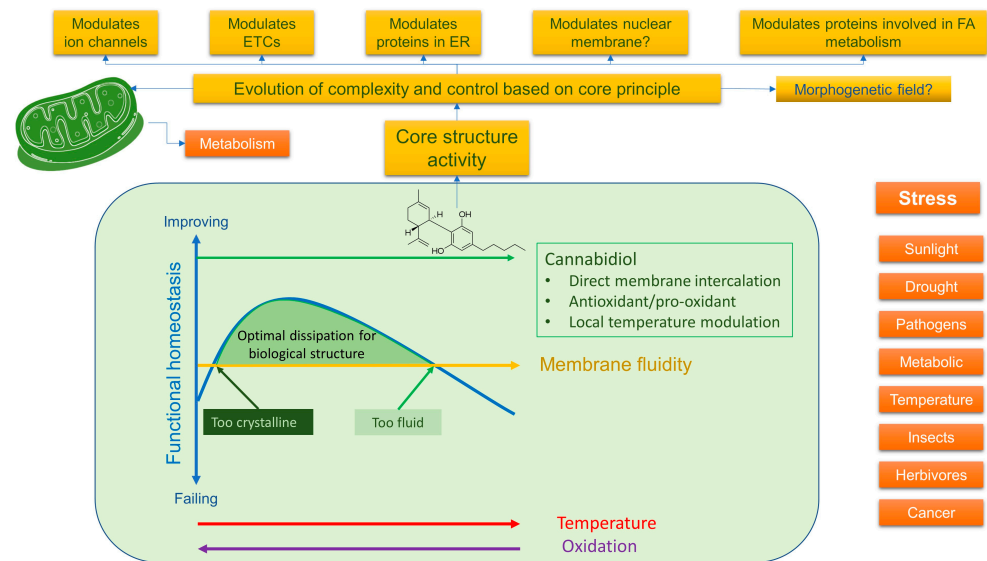 Modulates
ion channels
Modulates
ETCs
Modulates
proteins in ER
Modulates nuclear
membrane?
Modulates proteins involved in FA
metabolism
Evolution of complexity and control based on core principle
Morphogenetic field?
Metabolism
Core structure
activity
Stress
Sunlight
Drought
Pathogens
Metabolic
Temperature
Insects
Herbivores
Cancer
Improving
Functional homeostasis
Failing
H
OH
H
HO
Cannabidiol
• Direct membrane intercalation
• Antioxidant/pro-oxidant
• Local temperature modulation
Optimal dissipation for
biological structure
Membrane fluidity
Too crystalline
Too fluid
Temperature
Oxidation